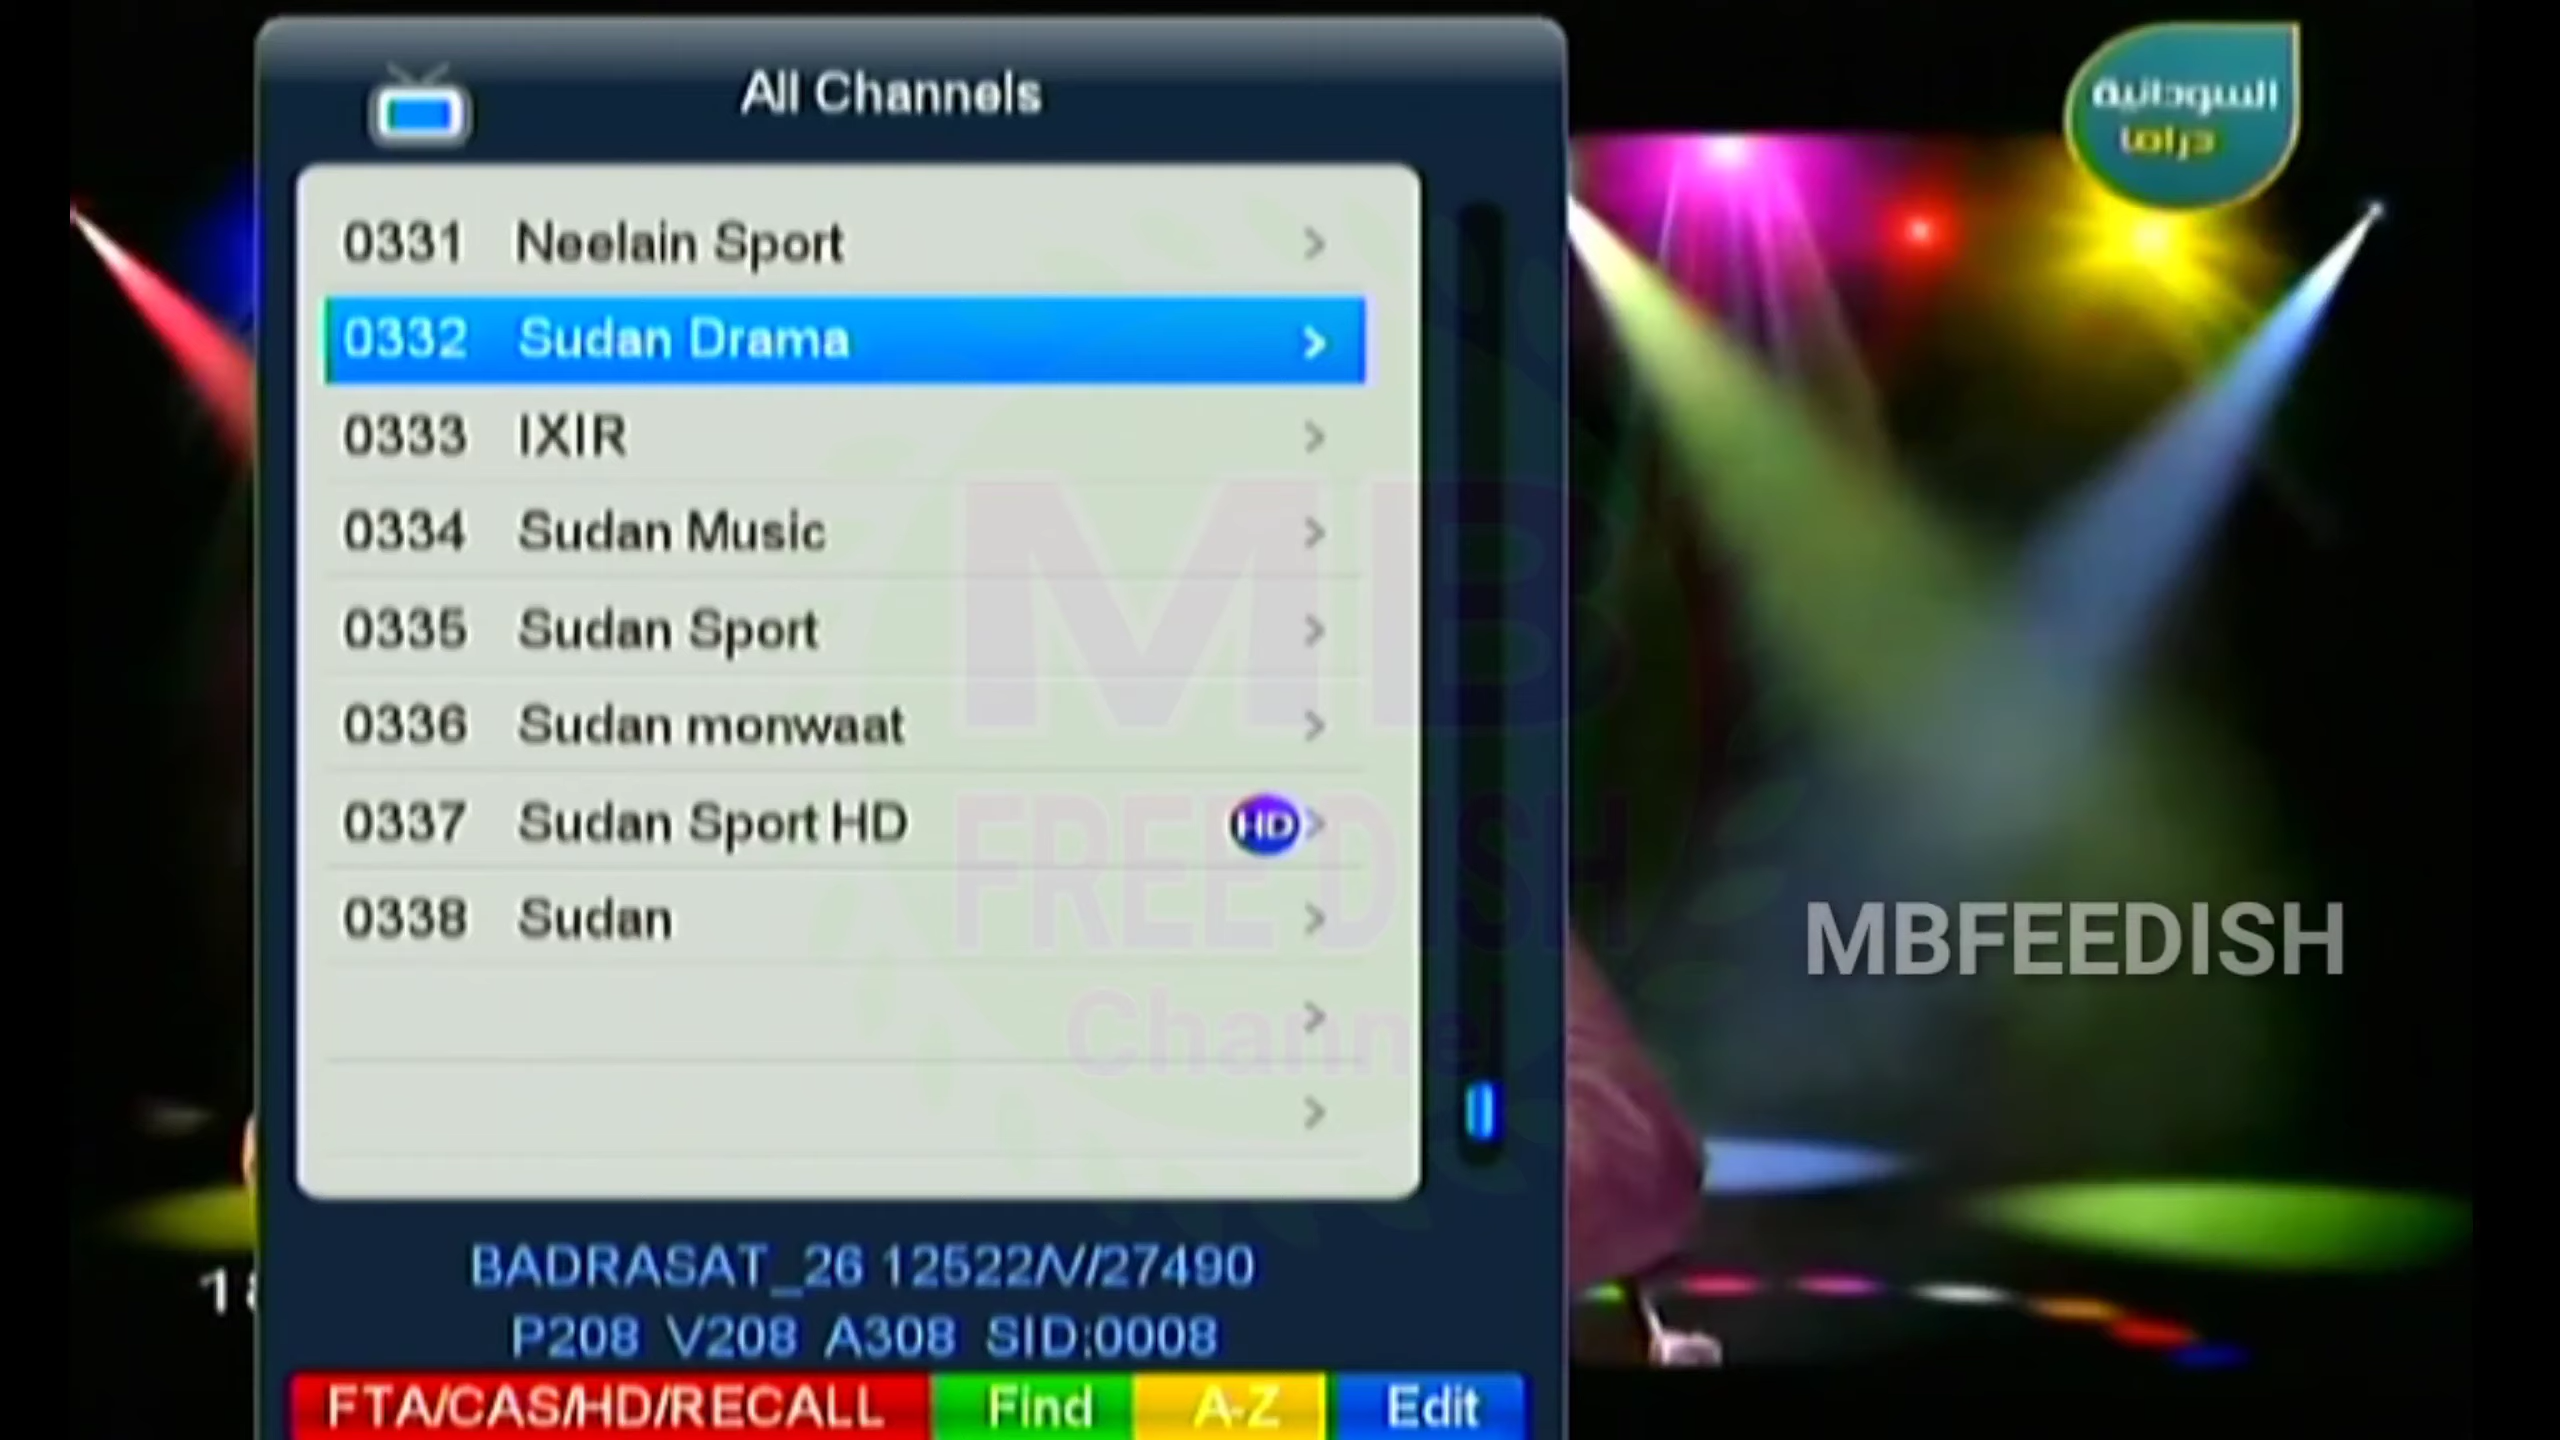 All Channels
السودانية
دراما
0331 Neelain Sport >
0332 Sudan Drama >
0333 IXIR >
0334 Sudan Music >
0335 Sudan Sport >
0336 Sudan monwaat >
0337 Sudan Sport HD HD >
0338 Sudan >
>
>
MB
FREE DISH
Channel
MBFEEDISH
BADRASAT_26 12522/V/27490
P208 V208 A308 SID:0008
FTA/CAS/HD/RECALL Find A-Z Edit